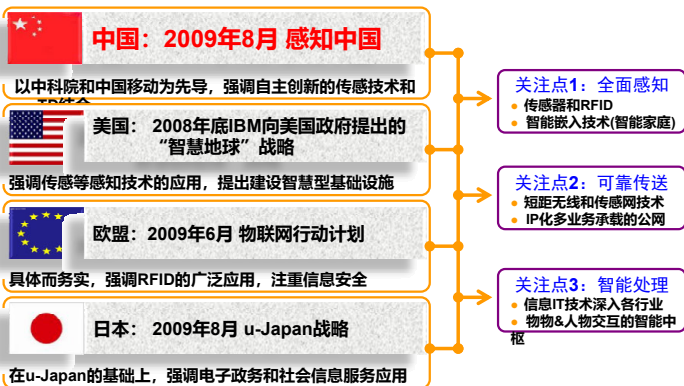 中国：2009年8月 感知中国
以中科院和中国移动为先导，强调自主创新的传感技术和
美国： 2008年底IBM向美国政府提出的
“智慧地球”战略
强调传感等感知技术的应用，提出建设智慧型基础设施
欧盟：2009年6月 物联网行动计划
具体而务实，强调RFID的广泛应用，注重信息安全
日本： 2009年8月 u-Japan战略
在u-Japan的基础上，强调电子政务和社会信息服务应用
关注点1：全面感知
● 传感器和RFID
● 智能嵌入技术(智能家庭)
关注点2：可靠传送
● 短距无线和传感网技术
● IP化多业务承载的公网
关注点3：智能处理
● 信息IT技术深入各行业
● 物物&人物交互的智能中
枢